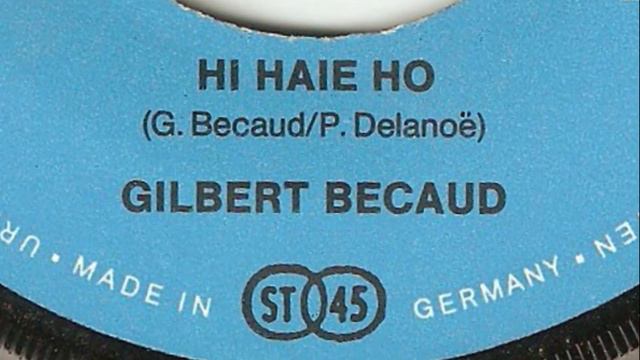 HI HAIE HO
(G. Becaud/P. Delanoë)
GILBERT BECAUD
MADE IN
ST 45
GERMANY